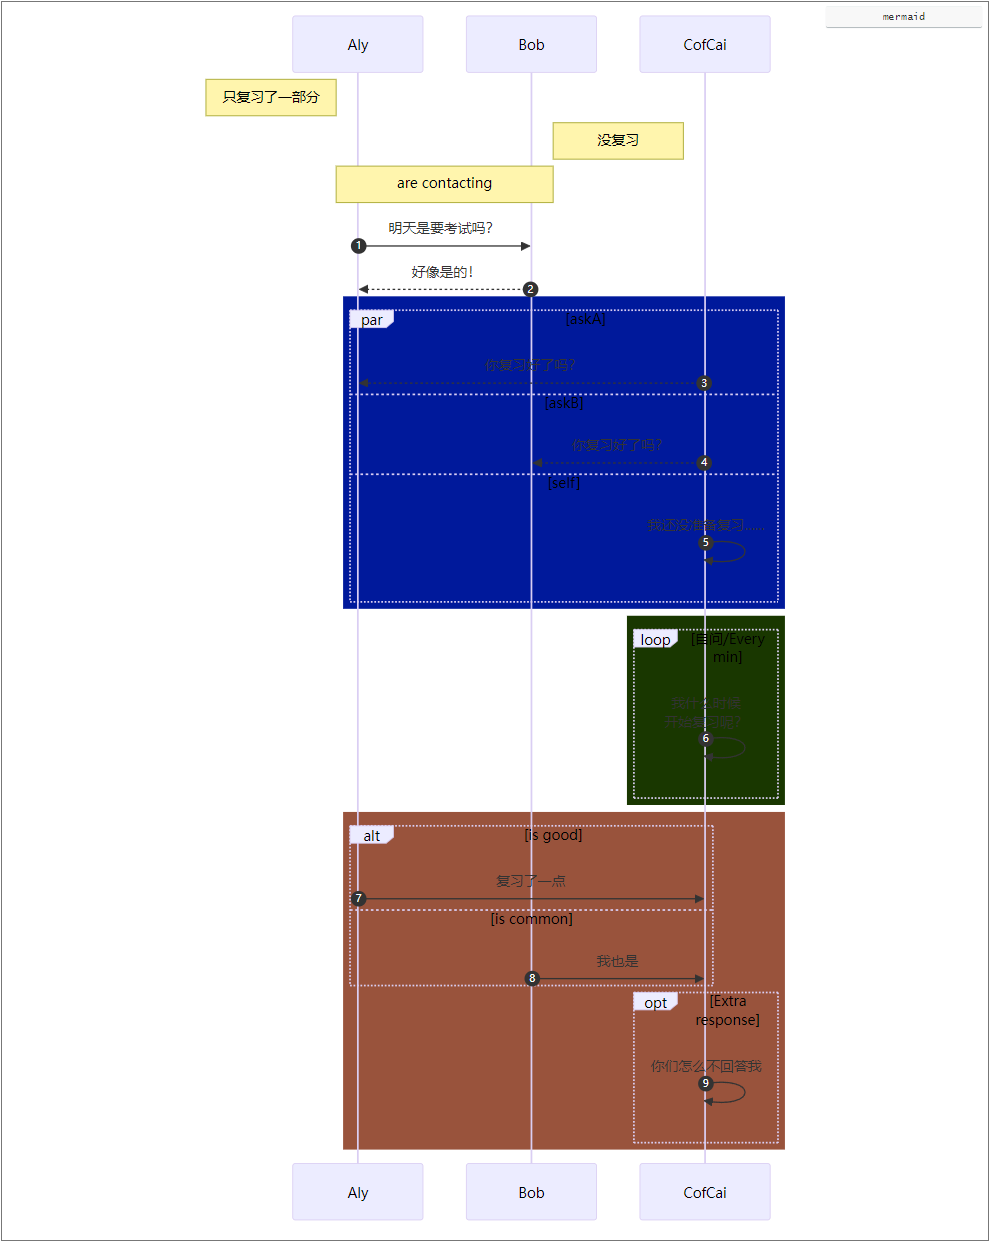 mermaid
Aly
Bob
CofCai
只复习了一部分
没复习
are contacting
明天是要考试吗?
1
好像是的!
2
par
[askA]
你复习好了吗?
3
[askB]
你复习好了吗?
4
[self]
我还没准备复习......
5
loop
[自问/Every
min]
我什么时候
开始复习呢?
6
alt
[is good]
复习了一点
7
[is common]
我也是
8
opt
[Extra
response]
你们怎么不回答我
9
Aly
Bob
CofCai